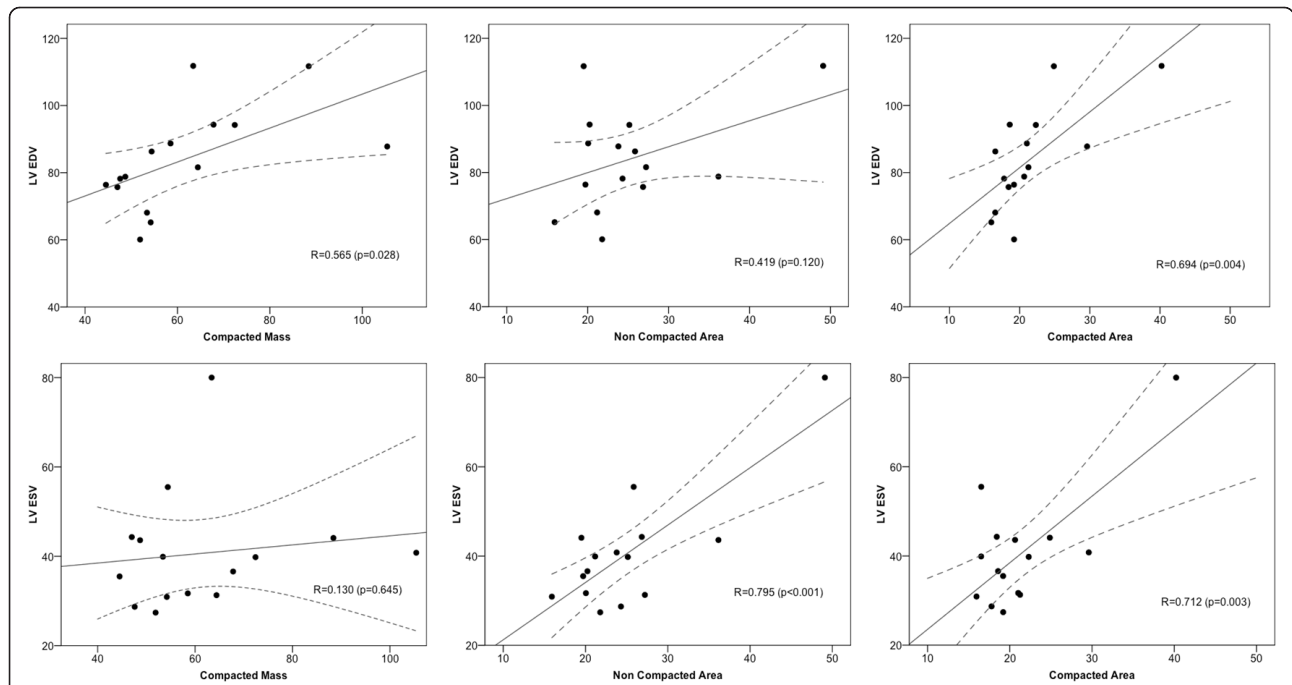 120
100
80
60
40
LV EDV
R=0.565 (p=0.028)
40 60 80 100
Compacted Mass
120
100
80
60
40
LV EDV
R=0.419 (p=0.120)
10 20 30 40 50
Non Compacted Area
120
100
80
60
40
LV EDV
R=0.694 (p=0.004)
10 20 30 40 50
Compacted Area
80
60
40
20
LV ESV
R=0.130 (p=0.645)
40 60 80 100
Compacted Mass
80
60
40
20
LV ESV
R=0.795 (p<0.001)
10 20 30 40 50
Non Compacted Area
80
60
40
20
LV ESV
R=0.712 (p=0.003)
10 20 30 40 50
Compacted Area